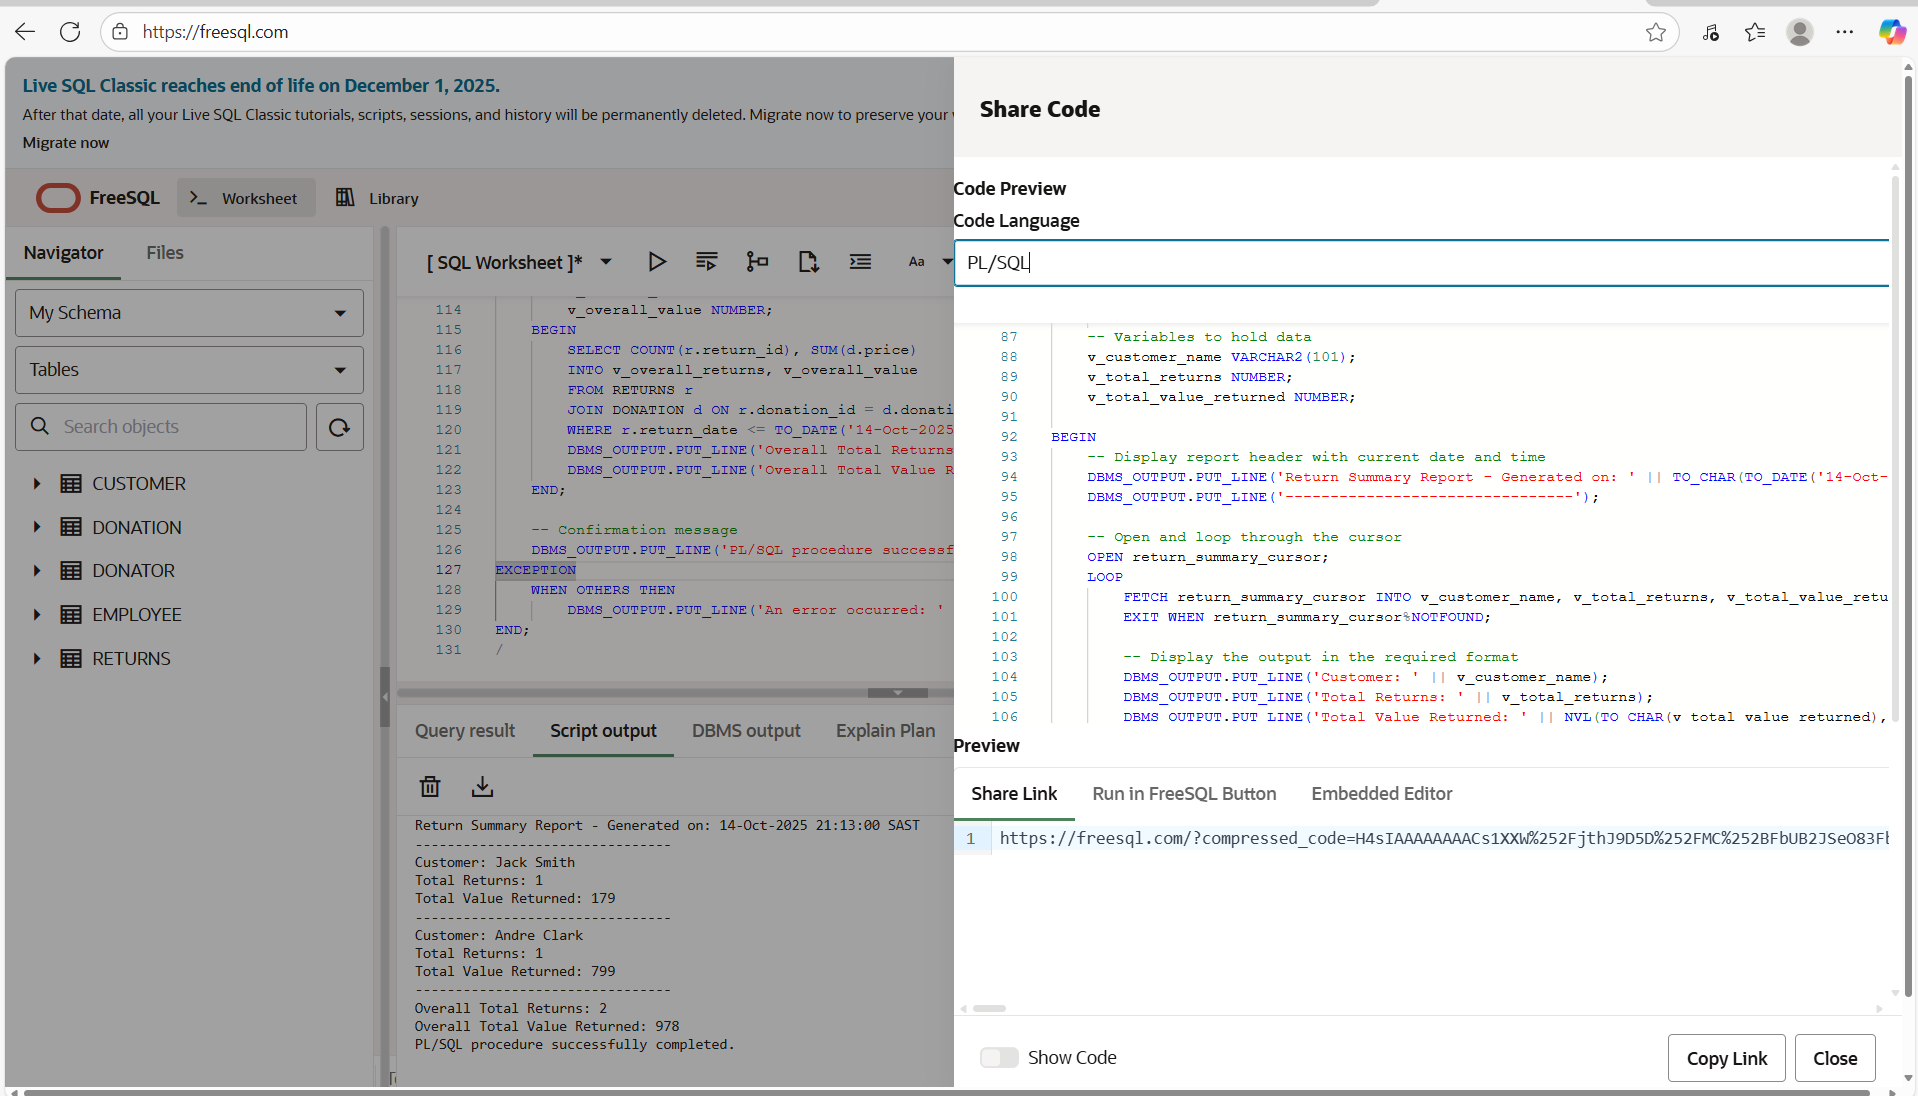 https://freesql.com
Live SQL Classic reaches end of life on December 1, 2025.
After that date, all your Live SQL Classic tutorials, scripts, sessions, and history will be permanently deleted. Migrate now to preserve your
Migrate now
FreeSQL
Worksheet
Library
Navigator
Files
My Schema
Tables
Search objects
CUSTOMER
DONATION
DONATOR
EMPLOYEE
RETURNS
[ SQL Worksheet ]*
Aa
114 v_overall_value NUMBER;
115 BEGIN
116 SELECT COUNT(r.return_id), SUM(d.price)
117 INTO v_overall_returns, v_overall_value
118 FROM RETURNS r
119 JOIN DONATION d ON r.donation_id = d.donati
120 WHERE r.return_date <= TO_DATE('14-Oct-2025
121 DBMS_OUTPUT.PUT_LINE('Overall Total Returns
122 DBMS_OUTPUT.PUT_LINE('Overall Total Value R
123 END;
124
125 -- Confirmation message
126 DBMS_OUTPUT.PUT_LINE('PL/SQL procedure successf
127 EXCEPTION
128 WHEN OTHERS THEN
129 DBMS_OUTPUT.PUT_LINE('An error occurred: '
130 END;
131 /
Query result
Script output
DBMS output
Explain Plan
Return Summary Report - Generated on: 14-Oct-2025 21:13:00 SAST
--------------------------------
Customer: Jack Smith
Total Returns: 1
Total Value Returned: 179
--------------------------------
Customer: Andre Clark
Total Returns: 1
Total Value Returned: 799
--------------------------------
Overall Total Returns: 2
Overall Total Value Returned: 978
PL/SQL procedure successfully completed.
Share Code
Code Preview
Code Language
PL/SQL
87 -- Variables to hold data
88 v_customer_name VARCHAR2(101);
89 v_total_returns NUMBER;
90 v_total_value_returned NUMBER;
91
92 BEGIN
93 -- Display report header with current date and time
94 DBMS_OUTPUT.PUT_LINE('Return Summary Report - Generated on: ' || TO_CHAR(TO_DATE('14-Oct-
95 DBMS_OUTPUT.PUT_LINE('--------------------------------');
96
97 -- Open and loop through the cursor
98 OPEN return_summary_cursor;
99 LOOP
100 FETCH return_summary_cursor INTO v_customer_name, v_total_returns, v_total_value_retu
101 EXIT WHEN return_summary_cursor%NOTFOUND;
102
103 -- Display the output in the required format
104 DBMS_OUTPUT.PUT_LINE('Customer: ' || v_customer_name);
105 DBMS_OUTPUT.PUT_LINE('Total Returns: ' || v_total_returns);
106 DBMS_OUTPUT.PUT_LINE('Total Value Returned: ' || NVL(TO_CHAR(v_total_value_returned),
Preview
Share Link
Run in FreeSQL Button
Embedded Editor
1 https://freesql.com/?compressed_code=H4sIAAAAAAAACs1XXW%252FjthJ9D5D%252FMC%252BFbUB2JSeO83Fb
Show Code
Copy Link
Close